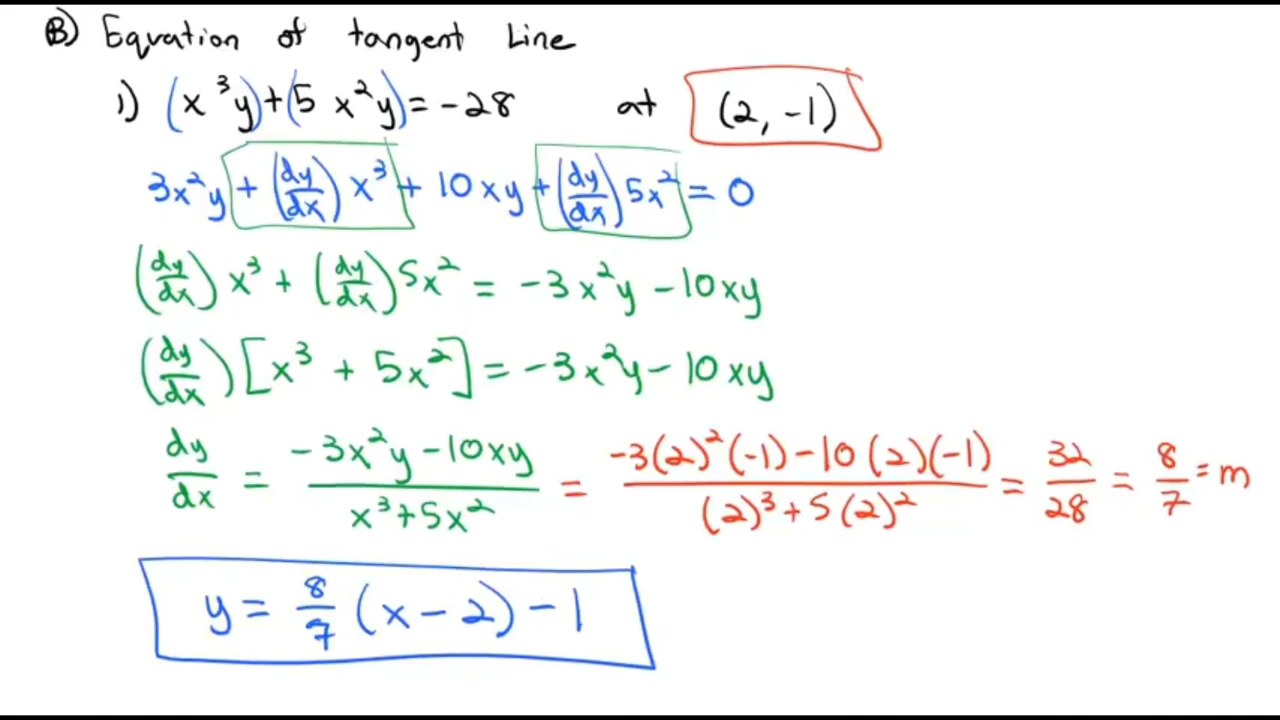 B) Equation of tangent Line
1) (x³y)+(5 x²y) = -28 at (2, -1)
3x²y + (dy/dx) x³ + 10xy + (dy/dx) 5x² = 0
(dy/dx) x³ + (dy/dx) 5x² = -3x²y - 10xy
(dy/dx) [x³ + 5x²] = -3x²y - 10xy
dy/dx = (-3x²y - 10xy)/(x³+5x²) = (-3(2)²(-1) - 10(2)(-1))/((2)³+5(2)²) = 32/28 = 8/7 = m
y = 8/7 (x - 2) - 1